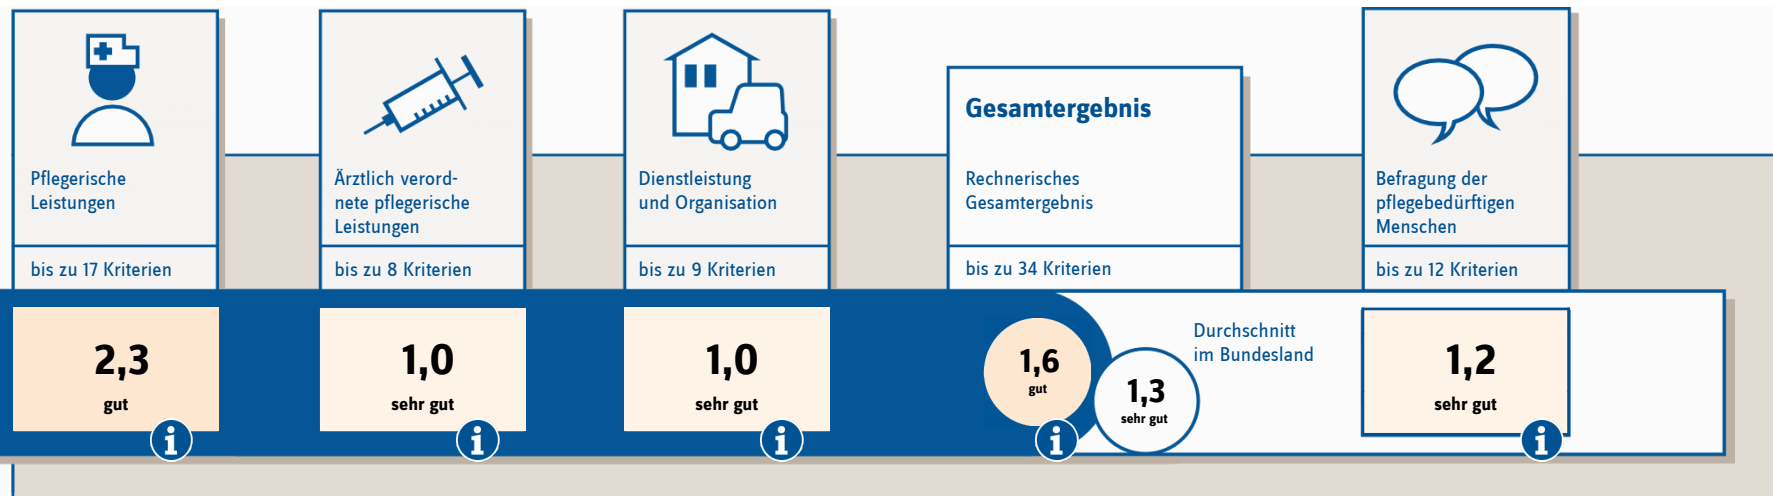 Pflegerische
Leistungen
bis zu 17 Kriterien
2,3
gut
i
Ärztlich verord-
nete pflegerische
Leistungen
bis zu 8 Kriterien
1,0
sehr gut
i
Dienstleistung
und Organisation
bis zu 9 Kriterien
1,0
sehr gut
i
Gesamtergebnis
Rechnerisches
Gesamtergebnis
bis zu 34 Kriterien
1,6
gut
i
1,3
sehr gut
Durchschnitt
im Bundesland
Befragung der
pflegebedürftigen
Menschen
bis zu 12 Kriterien
1,2
sehr gut
i